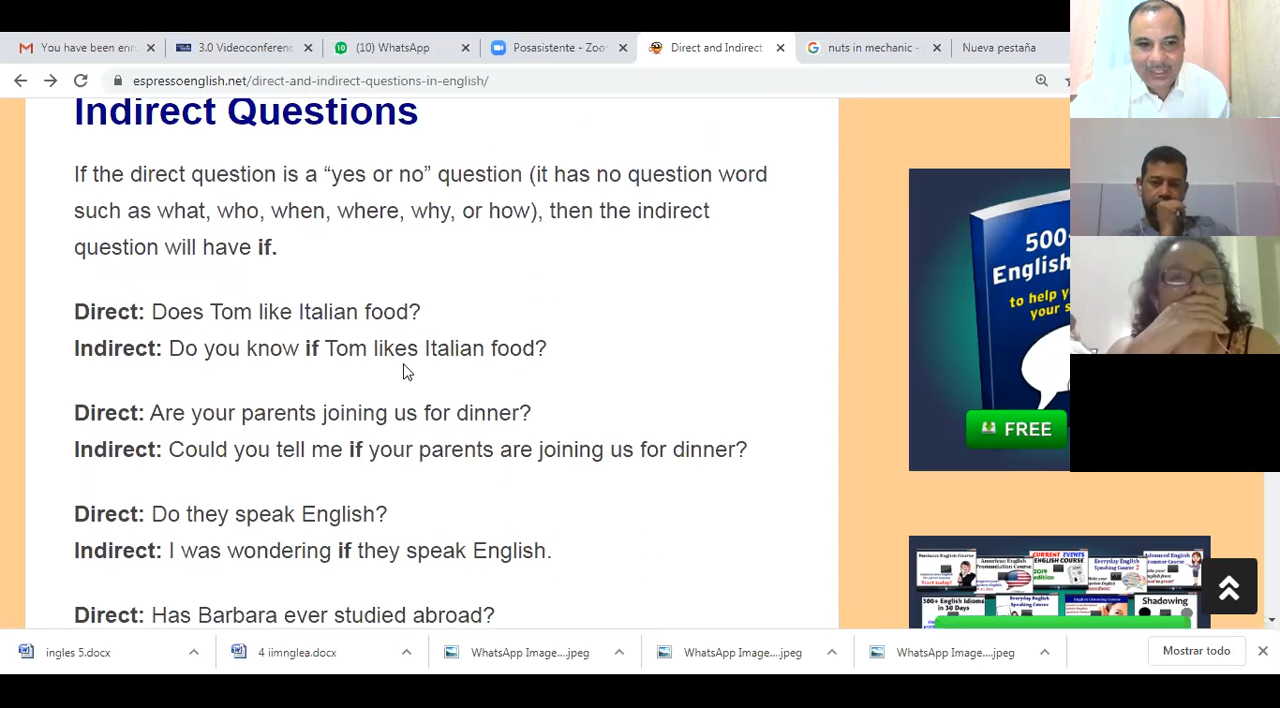 You have been enr
3.0 Videoconferenc
(10) WhatsApp
Posasistente - Zoo
Direct and Indirect
nuts in mechanic -
Nueva pestaña
espressoenglish.net/direct-and-indirect-questions-in-english/
Indirect Questions
If the direct question is a “yes or no” question (it has no question word
such as what, who, when, where, why, or how), then the indirect
question will have if.
Direct: Does Tom like Italian food?
Indirect: Do you know if Tom likes Italian food?
Direct: Are your parents joining us for dinner?
Indirect: Could you tell me if your parents are joining us for dinner?
Direct: Do they speak English?
Indirect: I was wondering if they speak English.
Direct: Has Barbara ever studied abroad?
500
English
to help y
your s
FREE
CURRENT EVENTS
ENGLISH COURSE
Shadowing
ingles 5.docx
4 iimnglea.docx
WhatsApp Image....jpeg
WhatsApp Image....jpeg
WhatsApp Image....jpeg
Mostrar todo